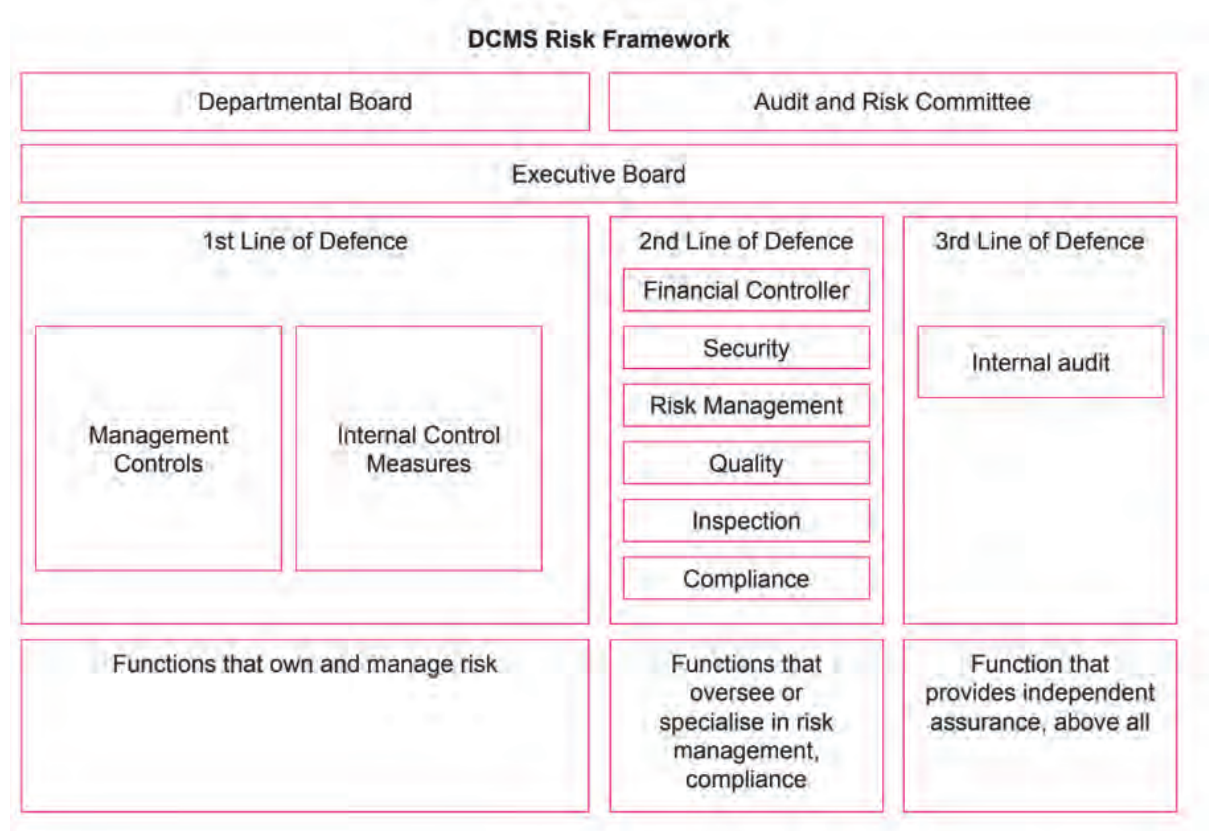 DCMS Risk Framework
Departmental Board
Audit and Risk Committee
Executive Board
1st Line of Defence
Management
Controls
Internal Control
Measures
2nd Line of Defence
Financial Controller
Security
Risk Management
Quality
Inspection
Compliance
3rd Line of Defence
Internal audit
Functions that own and manage risk
Functions that
oversee or
specialise in risk
management,
compliance
Function that
provides independent
assurance, above all